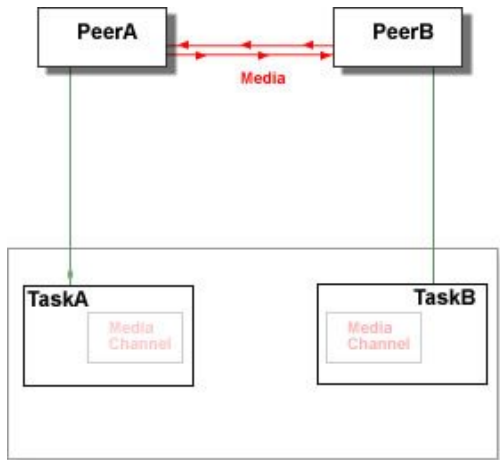 PeerA
PeerB
Media
TaskA
TaskB
Media
Channel
Media
Channel